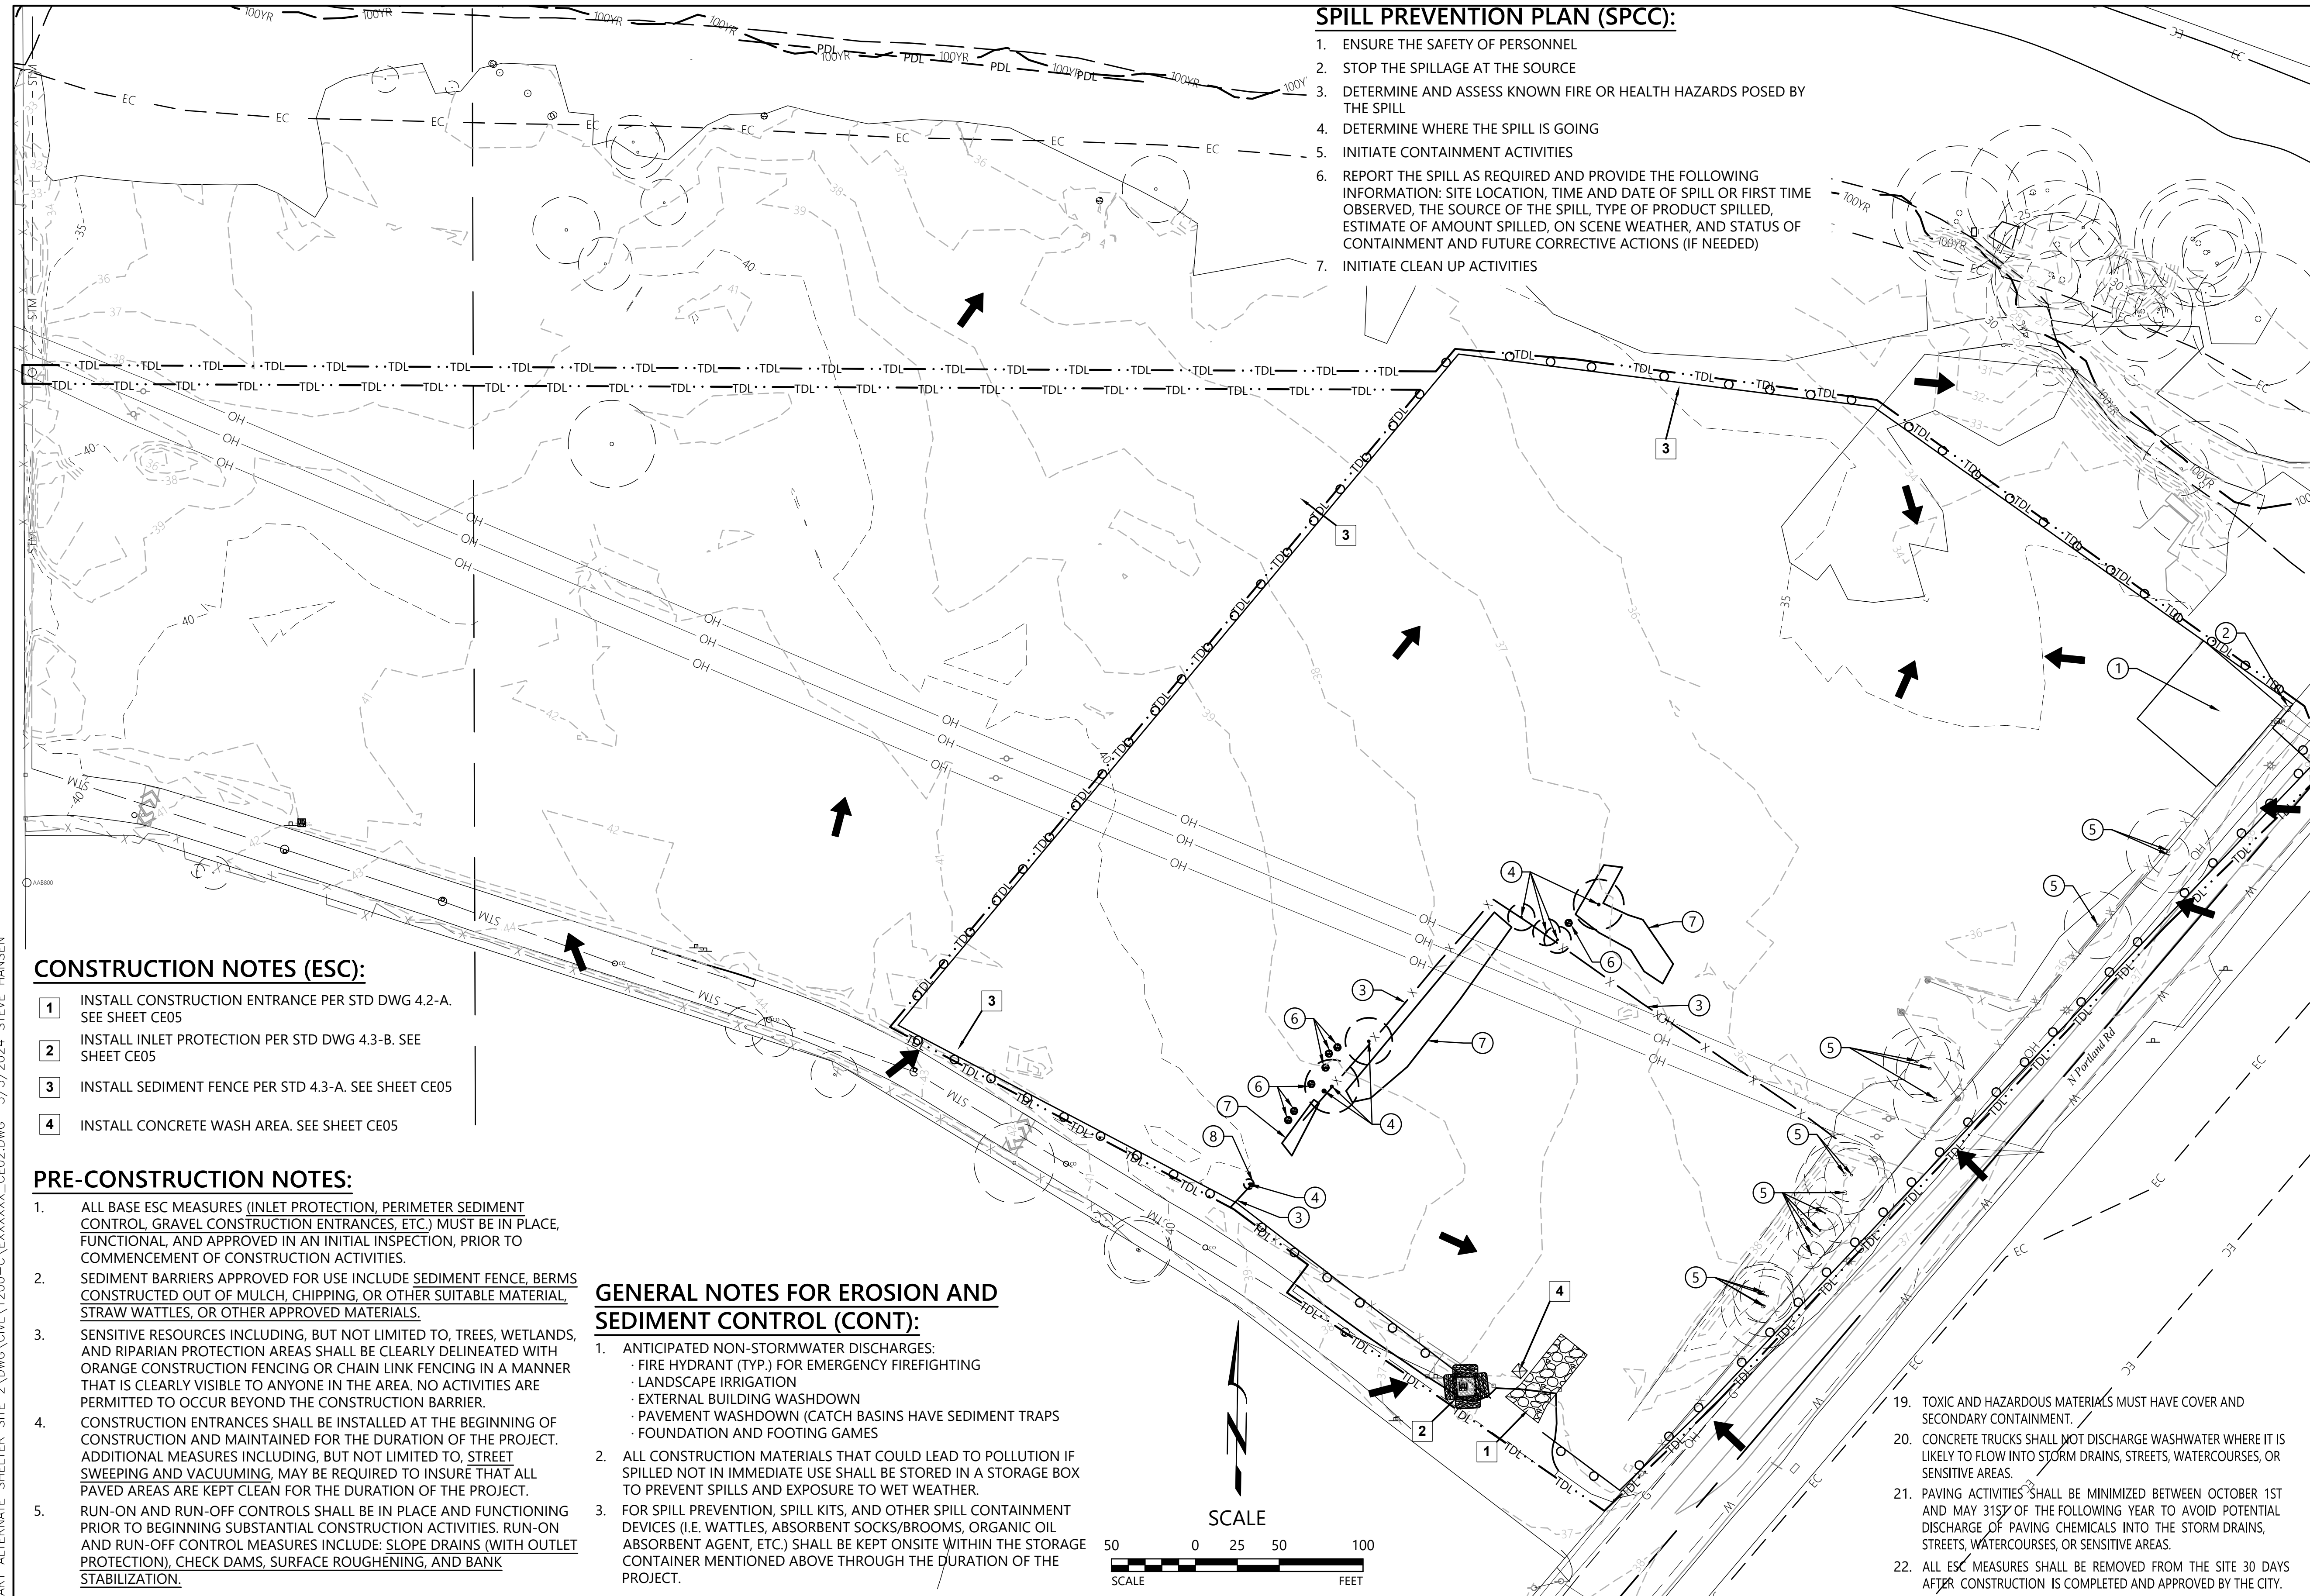 SPILL PREVENTION PLAN (SPCC):
1. ENSURE THE SAFETY OF PERSONNEL
2. STOP THE SPILLAGE AT THE SOURCE
3. DETERMINE AND ASSESS KNOWN FIRE OR HEALTH HAZARDS POSED BY
THE SPILL
4. DETERMINE WHERE THE SPILL IS GOING
5. INITIATE CONTAINMENT ACTIVITIES
6. REPORT THE SPILL AS REQUIRED AND PROVIDE THE FOLLOWING
INFORMATION: SITE LOCATION, TIME AND DATE OF SPILL OR FIRST TIME
OBSERVED, THE SOURCE OF THE SPILL, TYPE OF PRODUCT SPILLED,
ESTIMATE OF AMOUNT SPILLED, ON SCENE WEATHER, AND STATUS OF
CONTAINMENT AND FUTURE CORRECTIVE ACTIONS (IF NEEDED)
7. INITIATE CLEAN UP ACTIVITIES
N Portland Rd
AAB800
CONSTRUCTION NOTES (ESC):
1 INSTALL CONSTRUCTION ENTRANCE PER STD DWG 4.2-A.
SEE SHEET CE05
2 INSTALL INLET PROTECTION PER STD DWG 4.3-B. SEE
SHEET CE05
3 INSTALL SEDIMENT FENCE PER STD 4.3-A. SEE SHEET CE05
4 INSTALL CONCRETE WASH AREA. SEE SHEET CE05
PRE-CONSTRUCTION NOTES:
1. ALL BASE ESC MEASURES (INLET PROTECTION, PERIMETER SEDIMENT
CONTROL, GRAVEL CONSTRUCTION ENTRANCES, ETC.) MUST BE IN PLACE,
FUNCTIONAL, AND APPROVED IN AN INITIAL INSPECTION, PRIOR TO
COMMENCEMENT OF CONSTRUCTION ACTIVITIES.
2. SEDIMENT BARRIERS APPROVED FOR USE INCLUDE SEDIMENT FENCE, BERMS
CONSTRUCTED OUT OF MULCH, CHIPPING, OR OTHER SUITABLE MATERIAL,
STRAW WATTLES, OR OTHER APPROVED MATERIALS.
3. SENSITIVE RESOURCES INCLUDING, BUT NOT LIMITED TO, TREES, WETLANDS,
AND RIPARIAN PROTECTION AREAS SHALL BE CLEARLY DELINEATED WITH
ORANGE CONSTRUCTION FENCING OR CHAIN LINK FENCING IN A MANNER
THAT IS CLEARLY VISIBLE TO ANYONE IN THE AREA. NO ACTIVITIES ARE
PERMITTED TO OCCUR BEYOND THE CONSTRUCTION BARRIER.
4. CONSTRUCTION ENTRANCES SHALL BE INSTALLED AT THE BEGINNING OF
CONSTRUCTION AND MAINTAINED FOR THE DURATION OF THE PROJECT.
ADDITIONAL MEASURES INCLUDING, BUT NOT LIMITED TO, STREET
SWEEPING AND VACUUMING, MAY BE REQUIRED TO INSURE THAT ALL
PAVED AREAS ARE KEPT CLEAN FOR THE DURATION OF THE PROJECT.
5. RUN-ON AND RUN-OFF CONTROLS SHALL BE IN PLACE AND FUNCTIONING
PRIOR TO BEGINNING SUBSTANTIAL CONSTRUCTION ACTIVITIES. RUN-ON
AND RUN-OFF CONTROL MEASURES INCLUDE: SLOPE DRAINS (WITH OUTLET
PROTECTION), CHECK DAMS, SURFACE ROUGHENING, AND BANK
STABILIZATION.
GENERAL NOTES FOR EROSION AND
SEDIMENT CONTROL (CONT):
1. ANTICIPATED NON-STORMWATER DISCHARGES:
· FIRE HYDRANT (TYP.) FOR EMERGENCY FIREFIGHTING
· LANDSCAPE IRRIGATION
· EXTERNAL BUILDING WASHDOWN
· PAVEMENT WASHDOWN (CATCH BASINS HAVE SEDIMENT TRAPS
· FOUNDATION AND FOOTING GAMES
2. ALL CONSTRUCTION MATERIALS THAT COULD LEAD TO POLLUTION IF
SPILLED NOT IN IMMEDIATE USE SHALL BE STORED IN A STORAGE BOX
TO PREVENT SPILLS AND EXPOSURE TO WET WEATHER.
3. FOR SPILL PREVENTION, SPILL KITS, AND OTHER SPILL CONTAINMENT
DEVICES (I.E. WATTLES, ABSORBENT SOCKS/BROOMS, ORGANIC OIL
ABSORBENT AGENT, ETC.) SHALL BE KEPT ONSITE WITHIN THE STORAGE
CONTAINER MENTIONED ABOVE THROUGH THE DURATION OF THE
PROJECT.
N
SCALE
50 0 25 50 100
SCALE FEET
19. TOXIC AND HAZARDOUS MATERIALS MUST HAVE COVER AND
SECONDARY CONTAINMENT.
20. CONCRETE TRUCKS SHALL NOT DISCHARGE WASHWATER WHERE IT IS
LIKELY TO FLOW INTO STORM DRAINS, STREETS, WATERCOURSES, OR
SENSITIVE AREAS.
21. PAVING ACTIVITIES SHALL BE MINIMIZED BETWEEN OCTOBER 1ST
AND MAY 31ST OF THE FOLLOWING YEAR TO AVOID POTENTIAL
DISCHARGE OF PAVING CHEMICALS INTO THE STORM DRAINS,
STREETS, WATERCOURSES, OR SENSITIVE AREAS.
22. ALL ESC MEASURES SHALL BE REMOVED FROM THE SITE 30 DAYS
AFTER CONSTRUCTION IS COMPLETED AND APPROVED BY THE CITY.